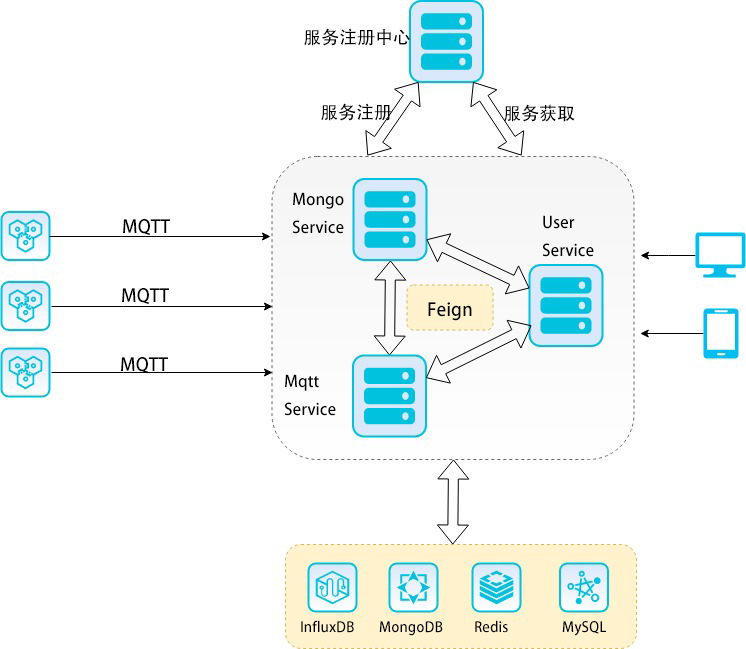 服务注册中心
服务注册
服务获取
Mongo
Service
User
Service
MQTT
MQTT
MQTT
Feign
Mqtt
Service
InfluxDB
MongoDB
Redis
MySQL